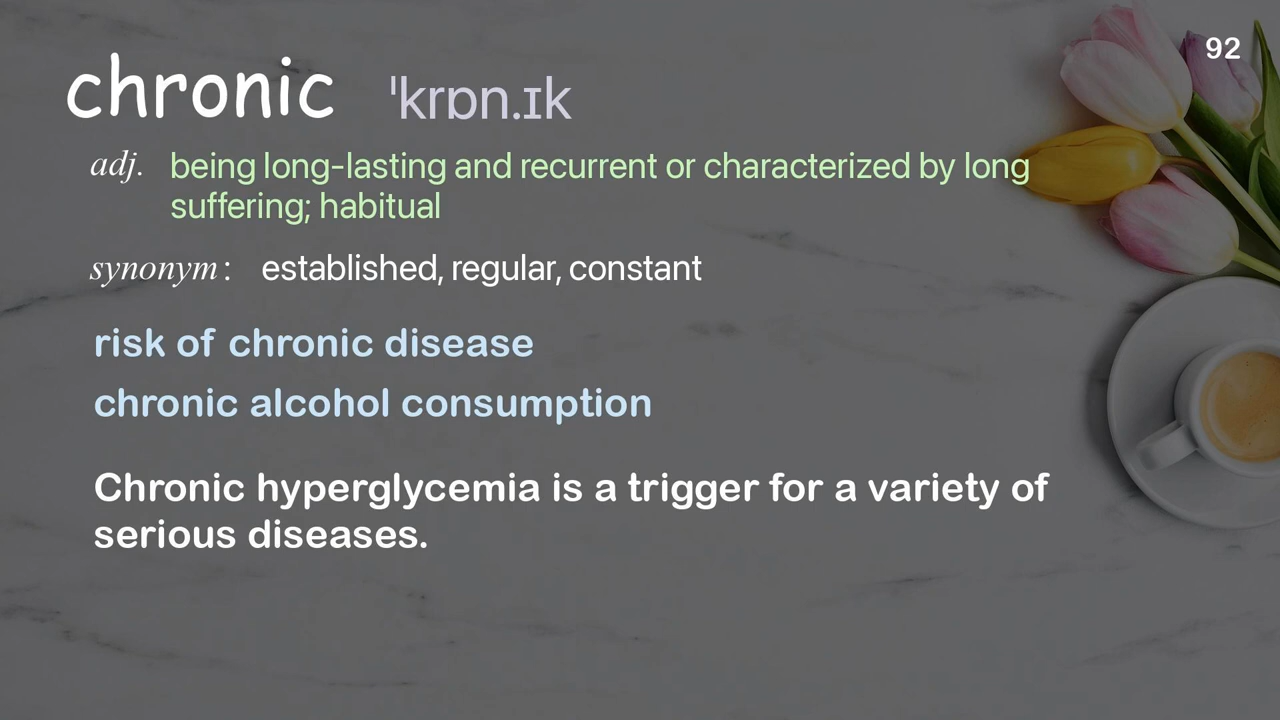 92
chronic ˈkrɒn.ɪk
adj. being long-lasting and recurrent or characterized by long
suffering; habitual
synonym: established, regular, constant
risk of chronic disease
chronic alcohol consumption
Chronic hyperglycemia is a trigger for a variety of
serious diseases.